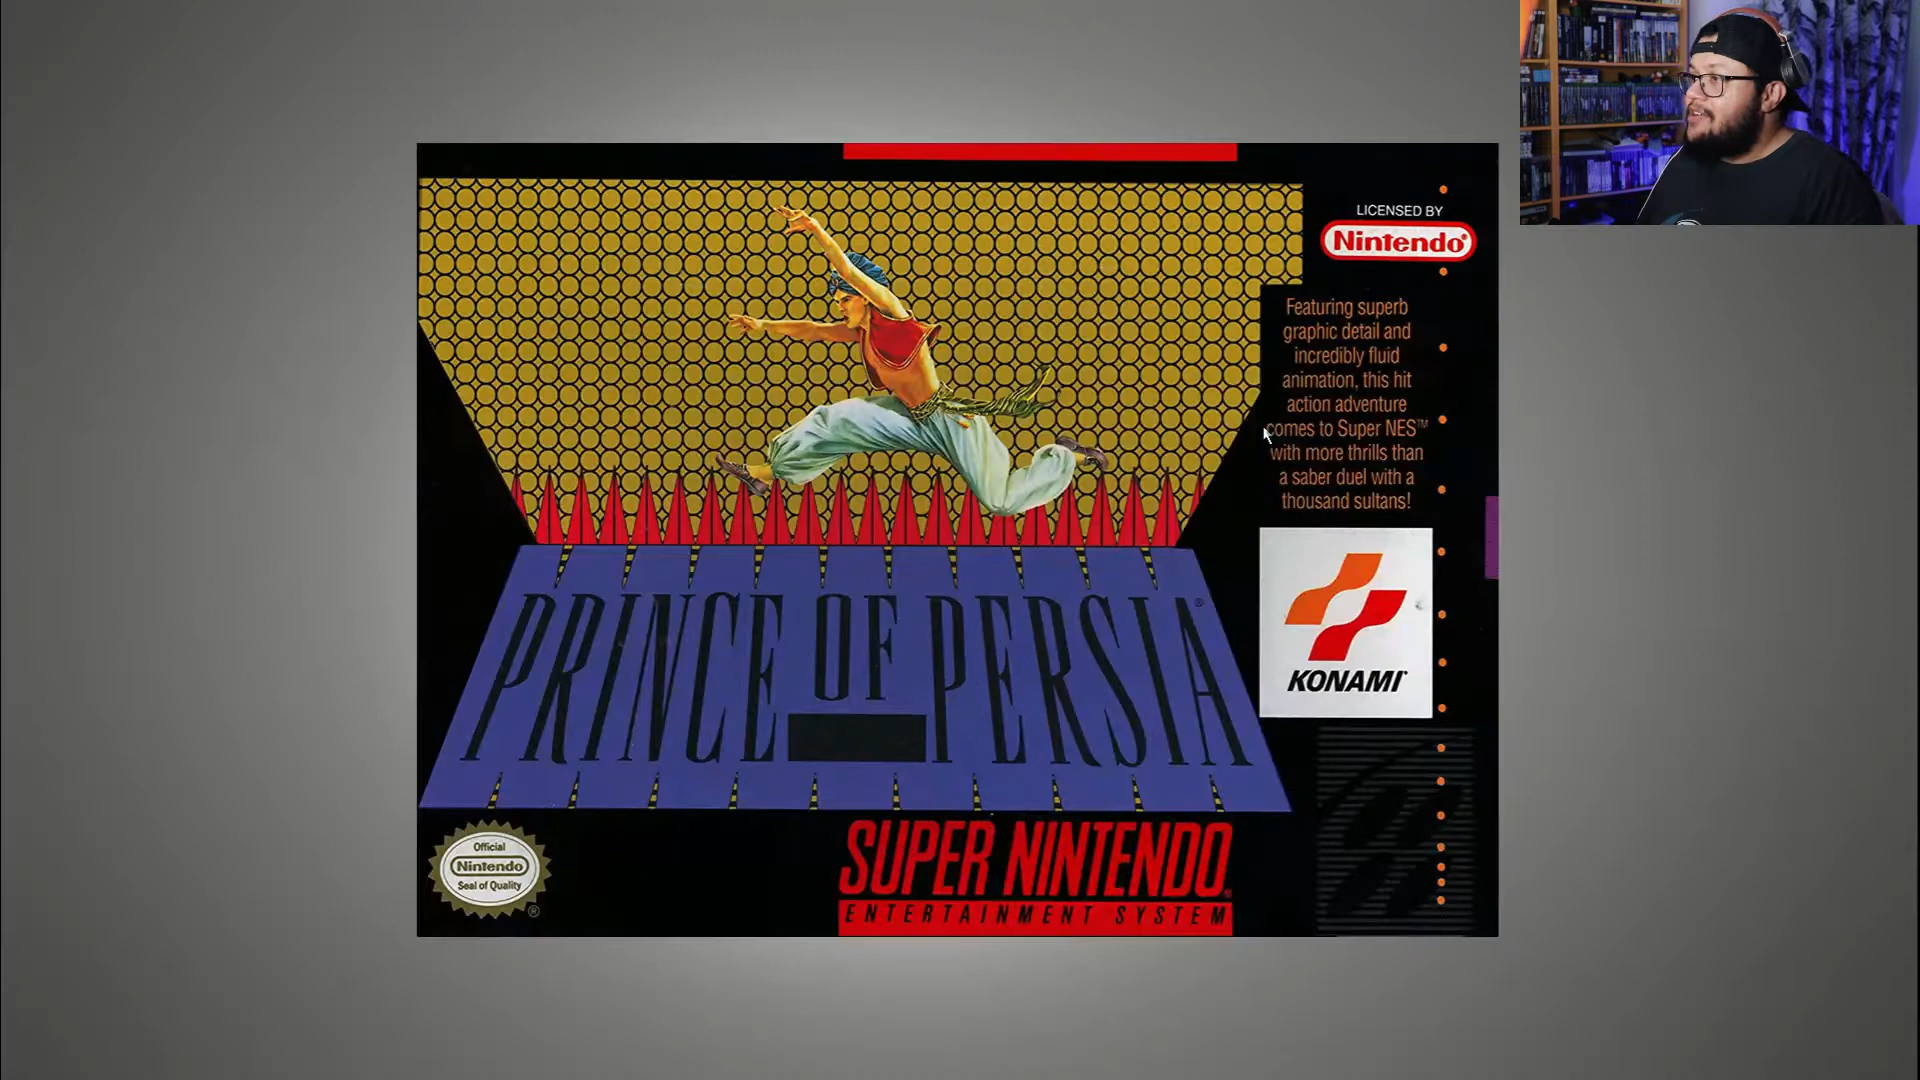 LICENSED BY
Nintendo®
Featuring superb
graphic detail and
incredibly fluid
animation, this hit
action adventure
comes to Super NES™
with more thrills than
a saber duel with a
thousand sultans!
PRINCE OF PERSIA®
KONAMI®
Official
Nintendo
Seal of Quality
®
SUPER NINTENDO®
ENTERTAINMENT SYSTEM